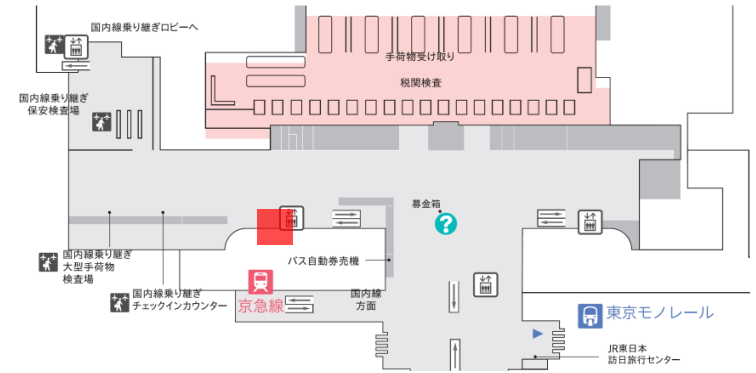 国内線乗り継ぎロビーへ
手荷物受け取り
税関検査
国内線乗り継ぎ
保安検査場
募金箱
?
国内線乗り継ぎ
大型手荷物
検査場
バス自動券売機
国内線乗り継ぎ
チェックインカウンター
京急線
国内線
方面
東京モノレール
JR東日本
訪日旅行センター